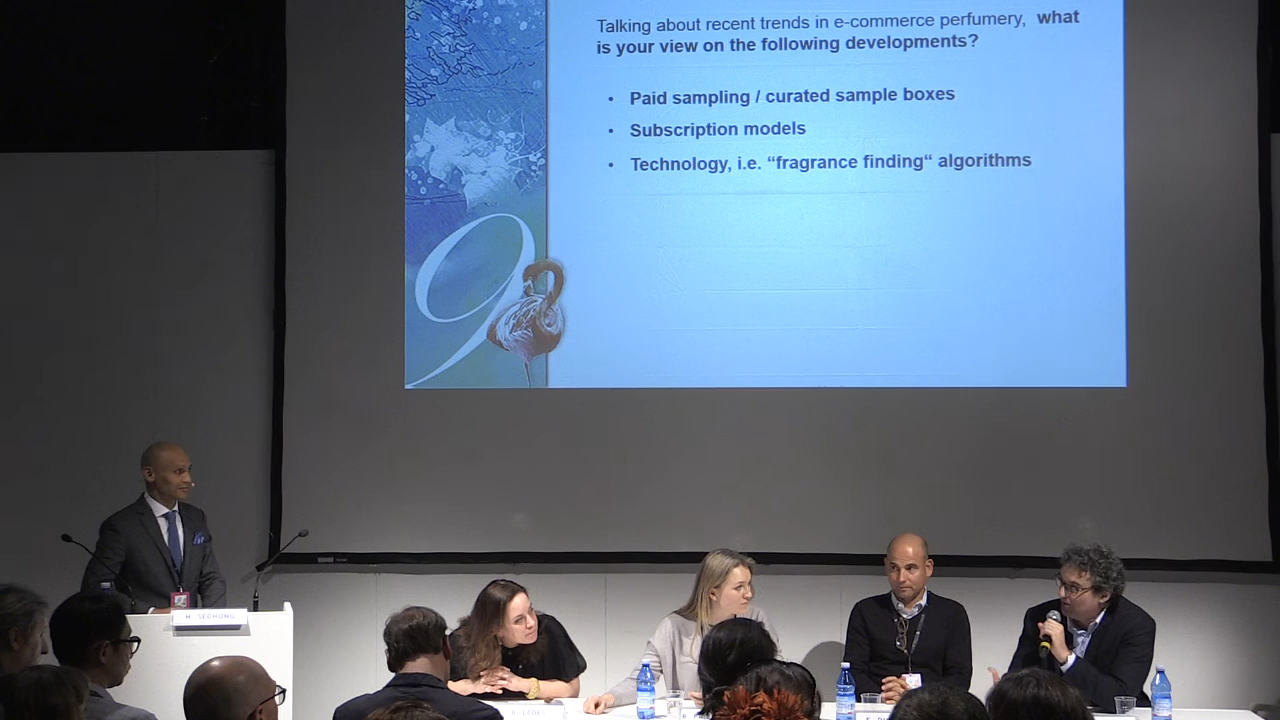 Talking about recent trends in e-commerce perfumery, what
is your view on the following developments?
• Paid sampling / curated sample boxes
• Subscription models
• Technology, i.e. “fragrance finding“ algorithms
9